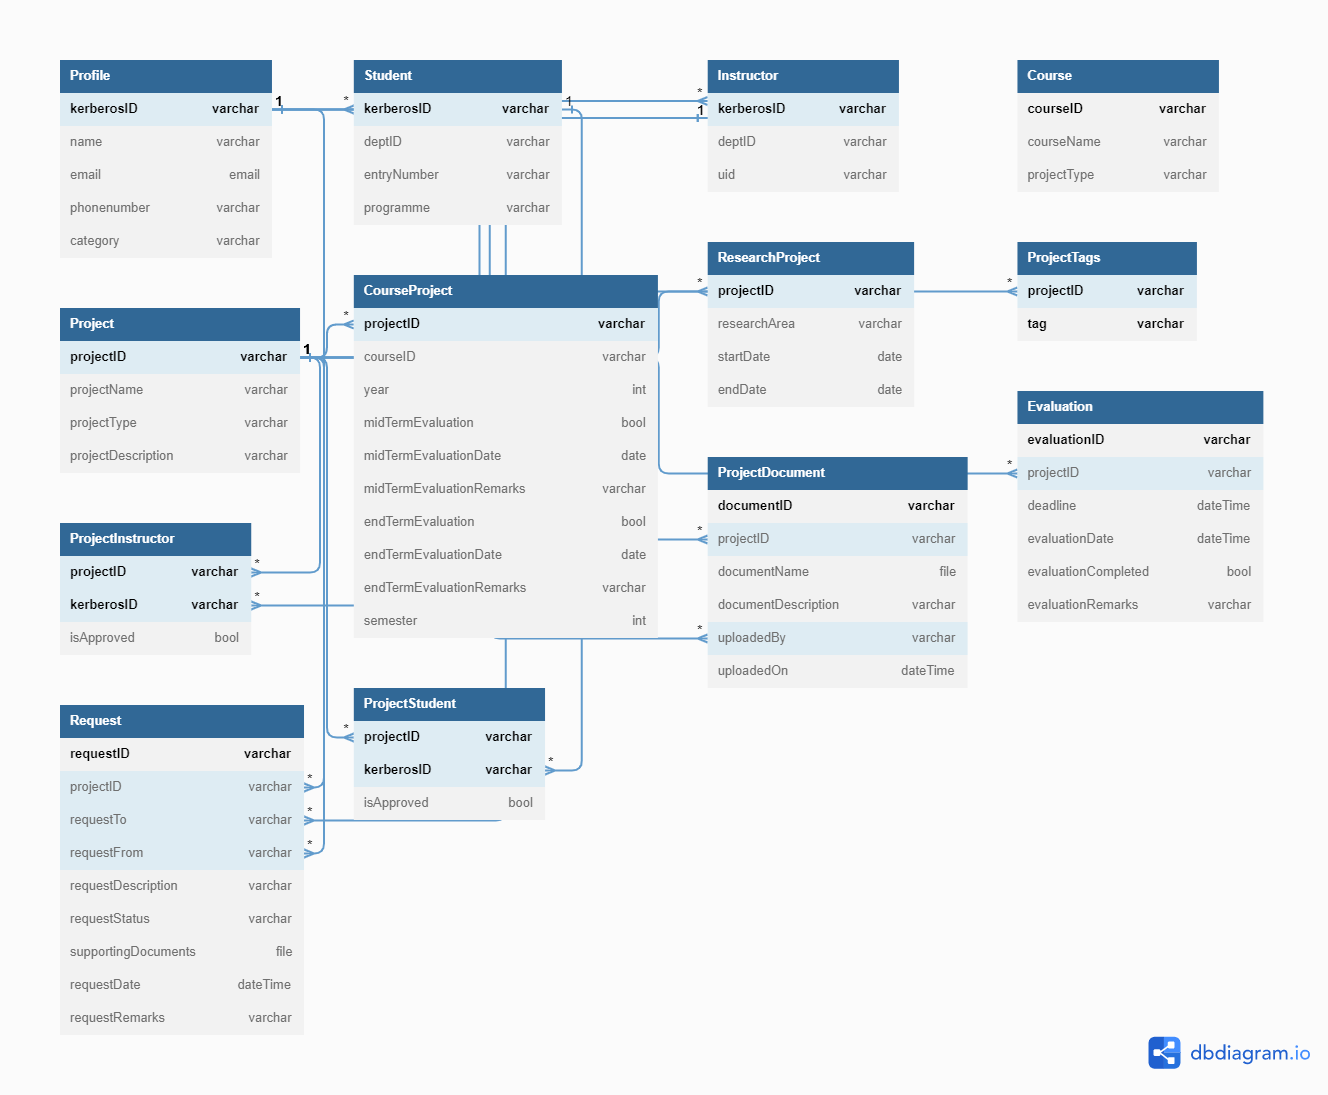 Profile
kerberosID varchar
name varchar
email email
phonenumber varchar
category varchar
1
*
Student
kerberosID varchar
deptID varchar
entryNumber varchar
programme varchar
1
*
1
Instructor
kerberosID varchar
deptID varchar
uid varchar
Course
courseID varchar
courseName varchar
projectType varchar
Project
projectID varchar
projectName varchar
projectType varchar
projectDescription varchar
1
*
CourseProject
projectID varchar
courseID varchar
year int
midTermEvaluation bool
midTermEvaluationDate date
midTermEvaluationRemarks varchar
endTermEvaluation bool
endTermEvaluationDate date
endTermEvaluationRemarks varchar
semester int
*
ResearchProject
projectID varchar
researchArea varchar
startDate date
endDate date
*
ProjectTags
projectID varchar
tag varchar
*
Evaluation
evaluationID varchar
projectID varchar
deadline dateTime
evaluationDate dateTime
evaluationCompleted bool
evaluationRemarks varchar
ProjectDocument
documentID varchar
*
projectID varchar
documentName file
documentDescription varchar
*
uploadedBy varchar
uploadedOn dateTime
ProjectInstructor
projectID varchar
*
kerberosID varchar
*
isApproved bool
*
ProjectStudent
projectID varchar
kerberosID varchar
*
isApproved bool
Request
requestID varchar
projectID varchar
*
requestTo varchar
*
requestFrom varchar
*
requestDescription varchar
requestStatus varchar
supportingDocuments file
requestDate dateTime
requestRemarks varchar
dbdiagram.io